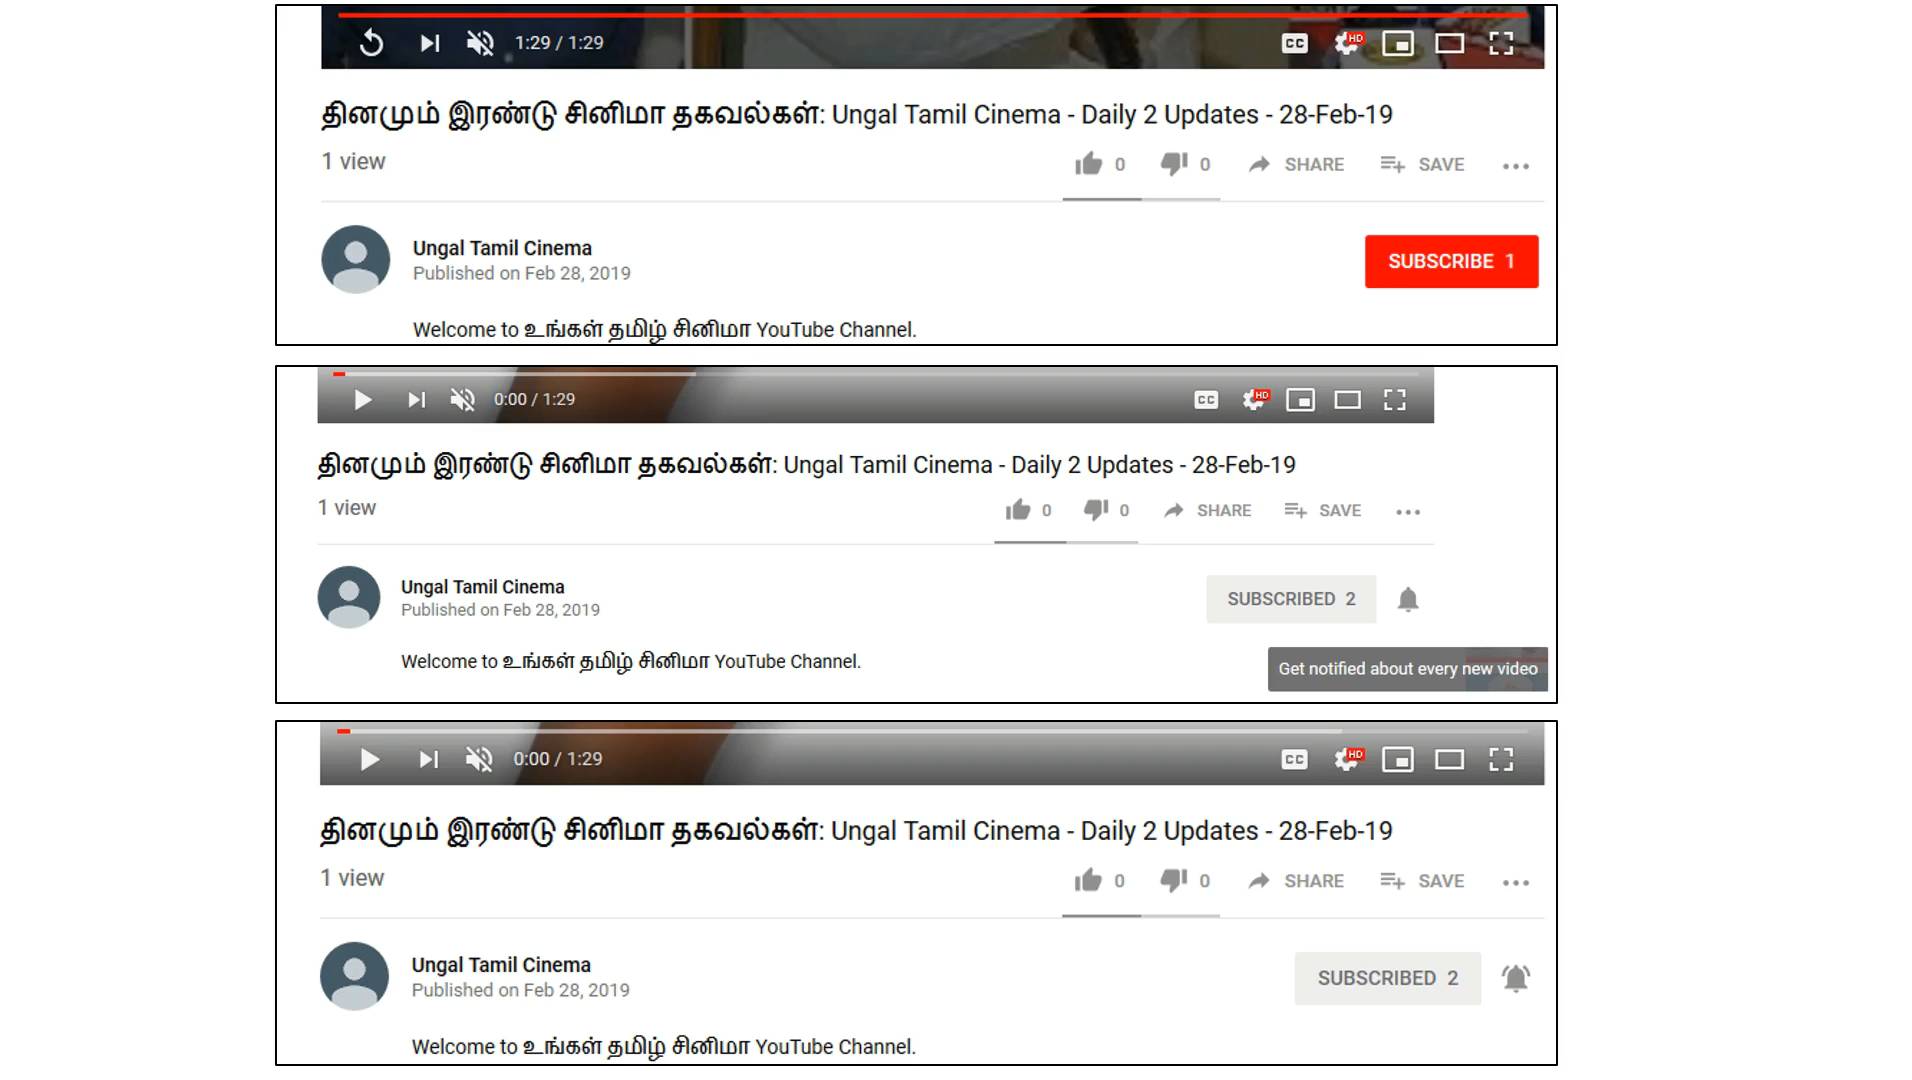 1:29 / 1:29 CC HD
தினமும் இரண்டு சினிமா தகவல்கள்: Ungal Tamil Cinema - Daily 2 Updates - 28-Feb-19
1 view 0 0 SHARE SAVE
Ungal Tamil Cinema
Published on Feb 28, 2019
SUBSCRIBE 1
Welcome to உங்கள் தமிழ் சினிமா YouTube Channel.
0:00 / 1:29 CC HD
தினமும் இரண்டு சினிமா தகவல்கள்: Ungal Tamil Cinema - Daily 2 Updates - 28-Feb-19
1 view 0 0 SHARE SAVE
Ungal Tamil Cinema
Published on Feb 28, 2019
SUBSCRIBED 2
Welcome to உங்கள் தமிழ் சினிமா YouTube Channel.
Get notified about every new video
0:00 / 1:29 CC HD
தினமும் இரண்டு சினிமா தகவல்கள்: Ungal Tamil Cinema - Daily 2 Updates - 28-Feb-19
1 view 0 0 SHARE SAVE
Ungal Tamil Cinema
Published on Feb 28, 2019
SUBSCRIBED 2
Welcome to உங்கள் தமிழ் சினிமா YouTube Channel.